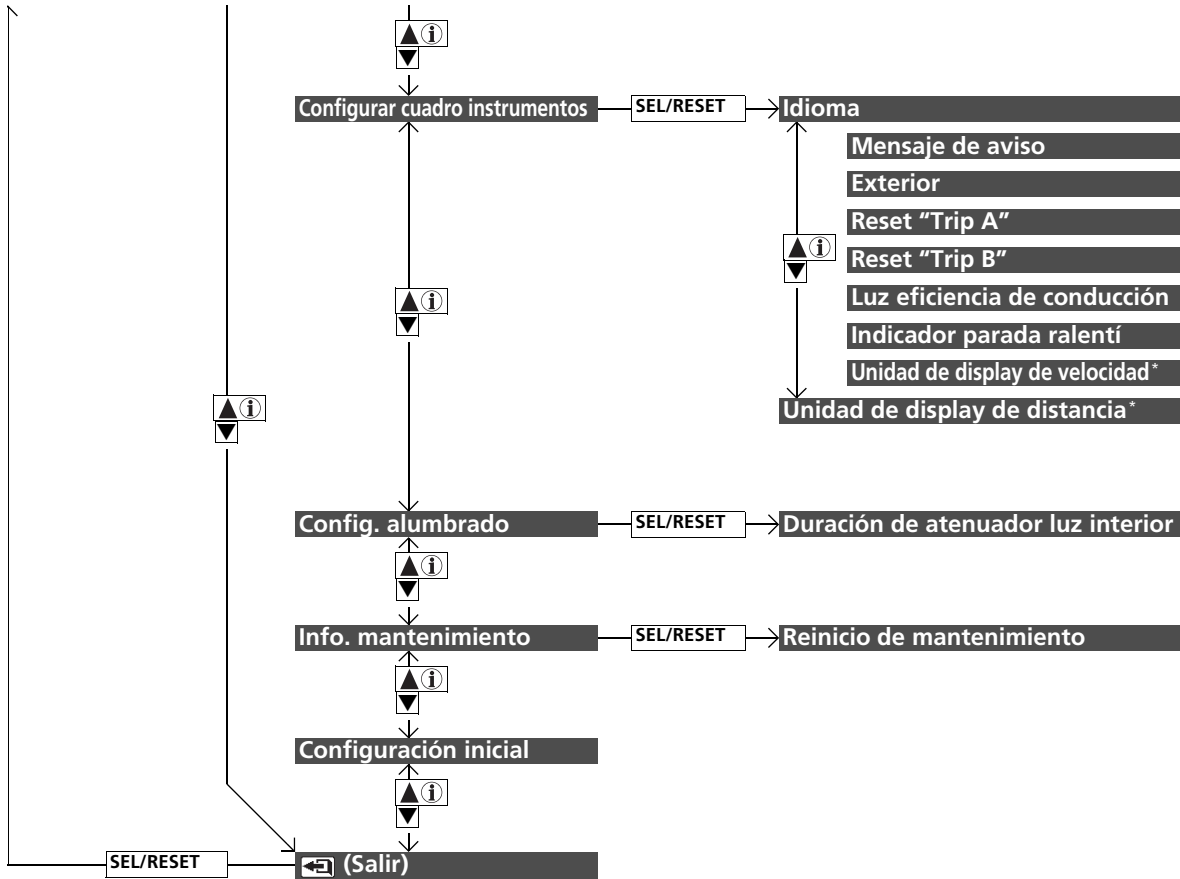 Configurar cuadro instrumentos
SEL/RESET
Idioma
Mensaje de aviso
Exterior
Reset “Trip A”
Reset “Trip B”
Luz eficiencia de conducción
Indicador parada ralentí
Unidad de display de velocidad*
Unidad de display de distancia*
Config. alumbrado
SEL/RESET
Duración de atenuador luz interior
Info. mantenimiento
SEL/RESET
Reinicio de mantenimiento
Configuración inicial
SEL/RESET
(Salir)